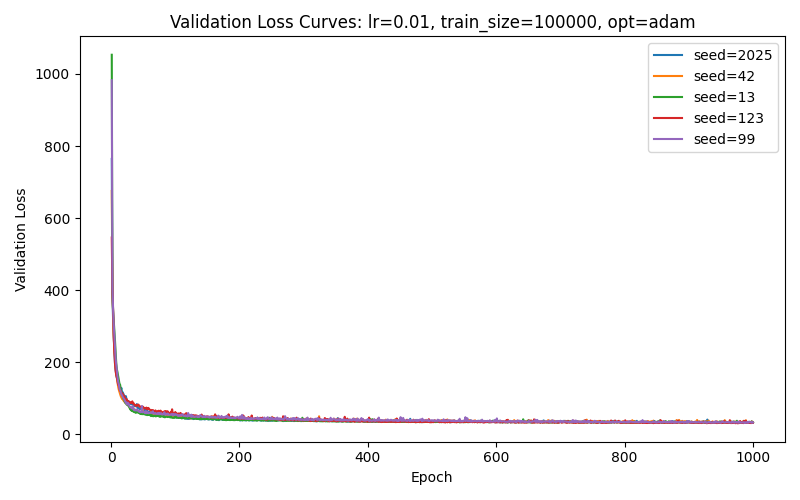 Validation Loss Curves: lr=0.01, train_size=100000, opt=adam
seed=2025
seed=42
seed=13
seed=123
seed=99
Validation Loss
1000
800
600
400
200
0
0 200 400 600 800 1000
Epoch